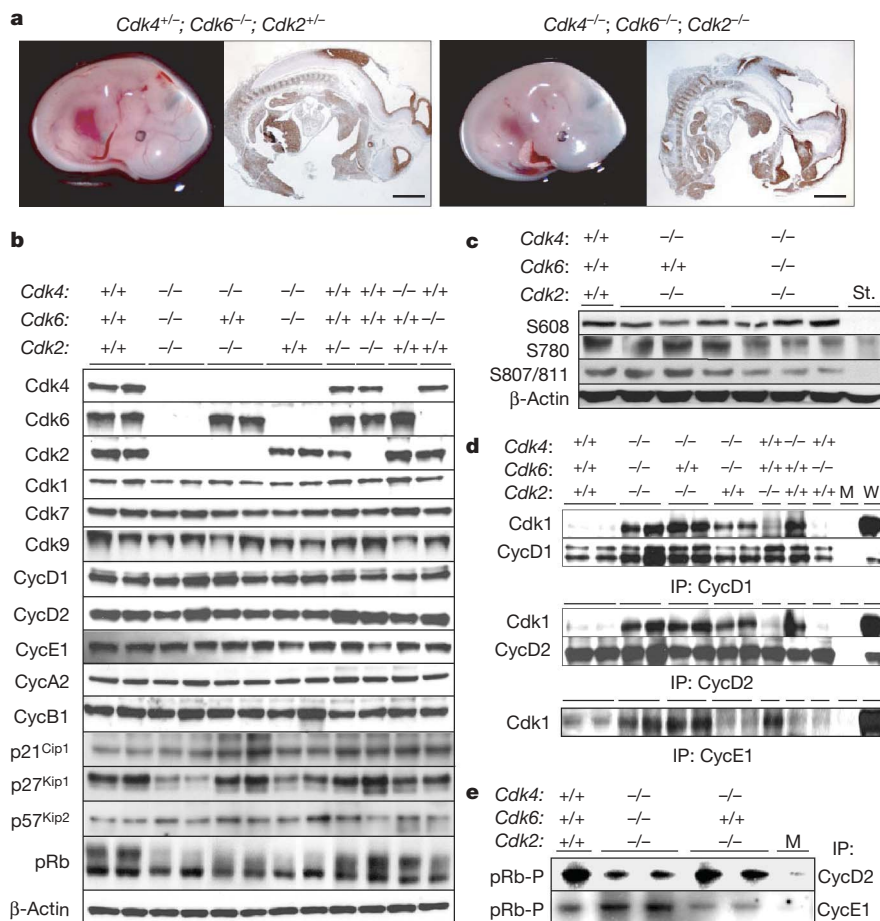 a
Cdk4+/–; Cdk6–/–; Cdk2+/– Cdk4–/–; Cdk6–/–; Cdk2–/–
b
Cdk4: +/+ –/– –/– –/– +/+ +/+ –/– +/+
Cdk6: +/+ –/– +/+ –/– +/+ +/+ +/+ –/–
Cdk2: +/+ –/– –/– +/+ +/– –/– +/+ +/+
Cdk4
Cdk6
Cdk2
Cdk1
Cdk7
Cdk9
CycD1
CycD2
CycE1
CycA2
CycB1
p21Cip1
p27Kip1
p57Kip2
pRb
β-Actin
c
Cdk4: +/+ –/– –/–
Cdk6: +/+ +/+ –/–
Cdk2: +/+ –/– –/– St.
S608
S780
S807/811
β-Actin
d
Cdk4: +/+ –/– –/– –/– +/+ –/– +/+
Cdk6: +/+ –/– +/+ –/– +/+ +/+ –/–
Cdk2: +/+ –/– –/– +/+ –/– +/+ +/+ M W
Cdk1
CycD1
IP: CycD1
Cdk1
CycD2
IP: CycD2
Cdk1
IP: CycE1
e
Cdk4: +/+ –/– –/–
Cdk6: +/+ –/– +/+
Cdk2: +/+ –/– –/– M IP:
pRb-P CycD2
pRb-P CycE1